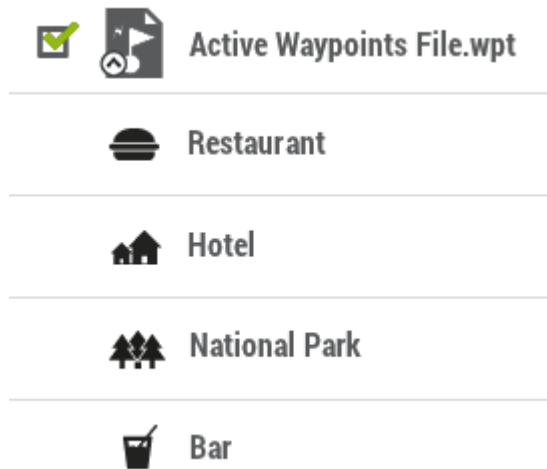 Active Waypoints File.wpt
Restaurant
Hotel
National Park
Bar